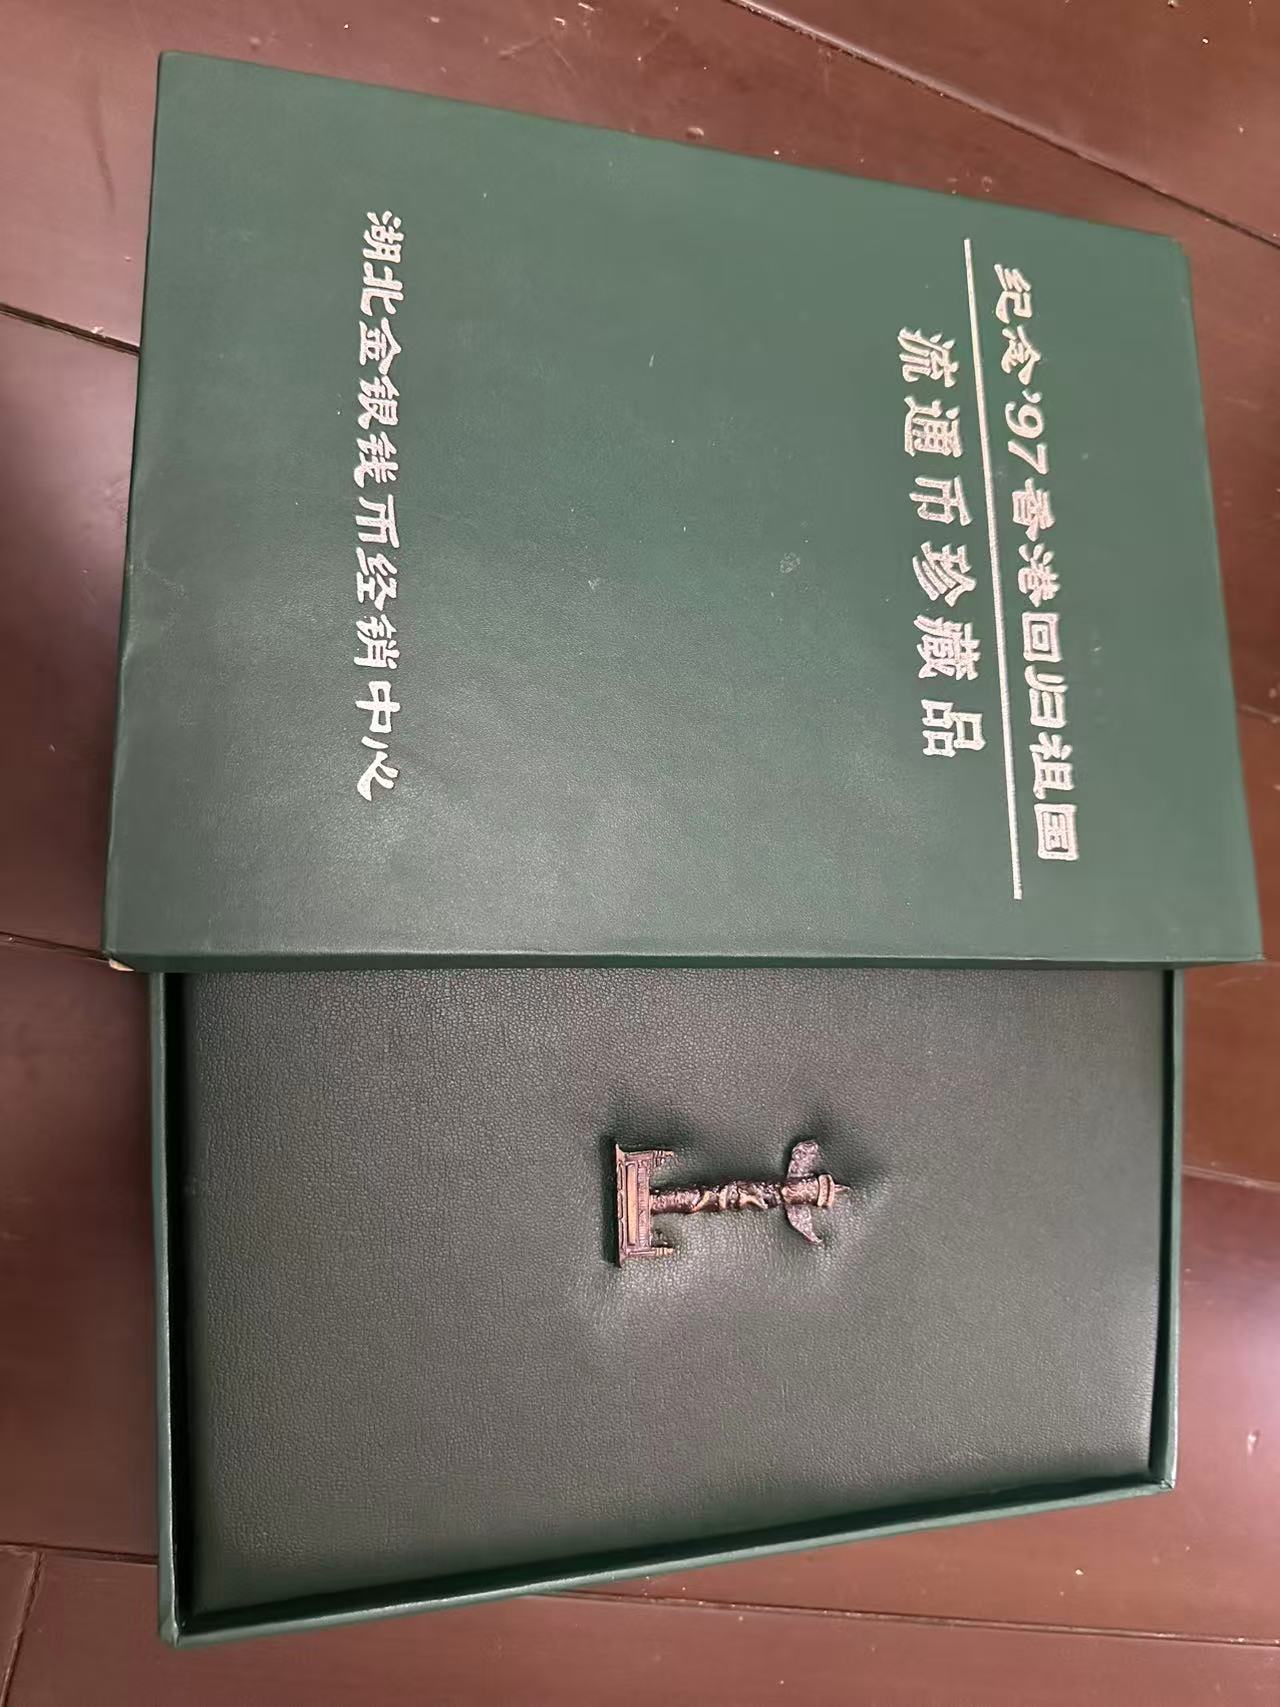 纪念'97香港回归祖国
流通币珍藏品
湖北金银钱币经销中心